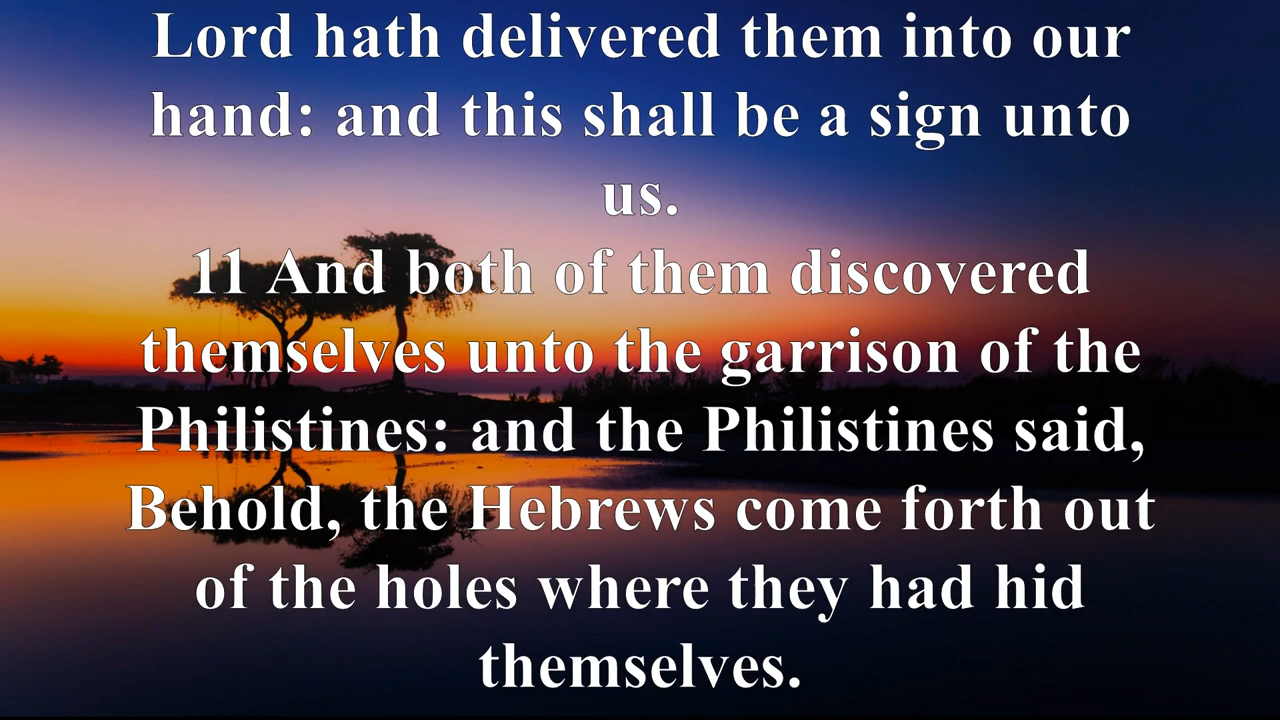 Lord hath delivered them into our
hand: and this shall be a sign unto
us.
11 And both of them discovered
themselves unto the garrison of the
Philistines: and the Philistines said,
Behold, the Hebrews come forth out
of the holes where they had hid
themselves.